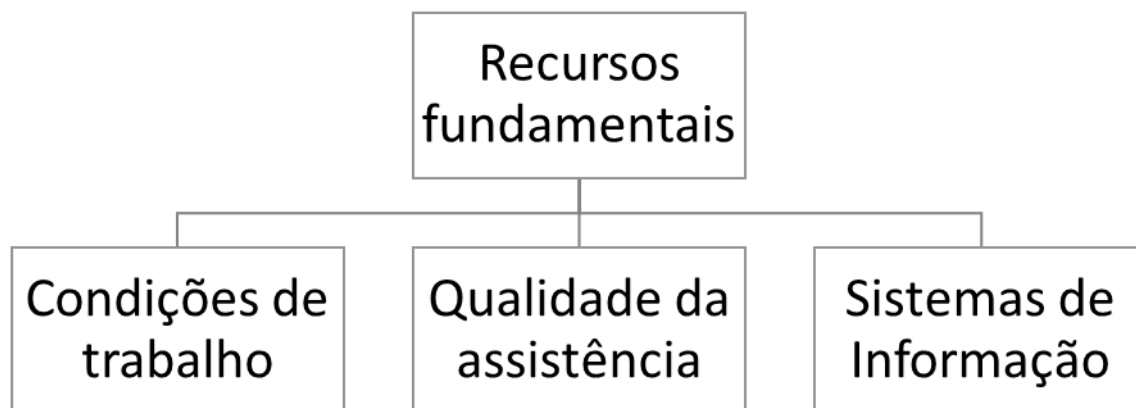 Recursos
fundamentais
Condições de
trabalho
Qualidade da
assistência
Sistemas de
Informação